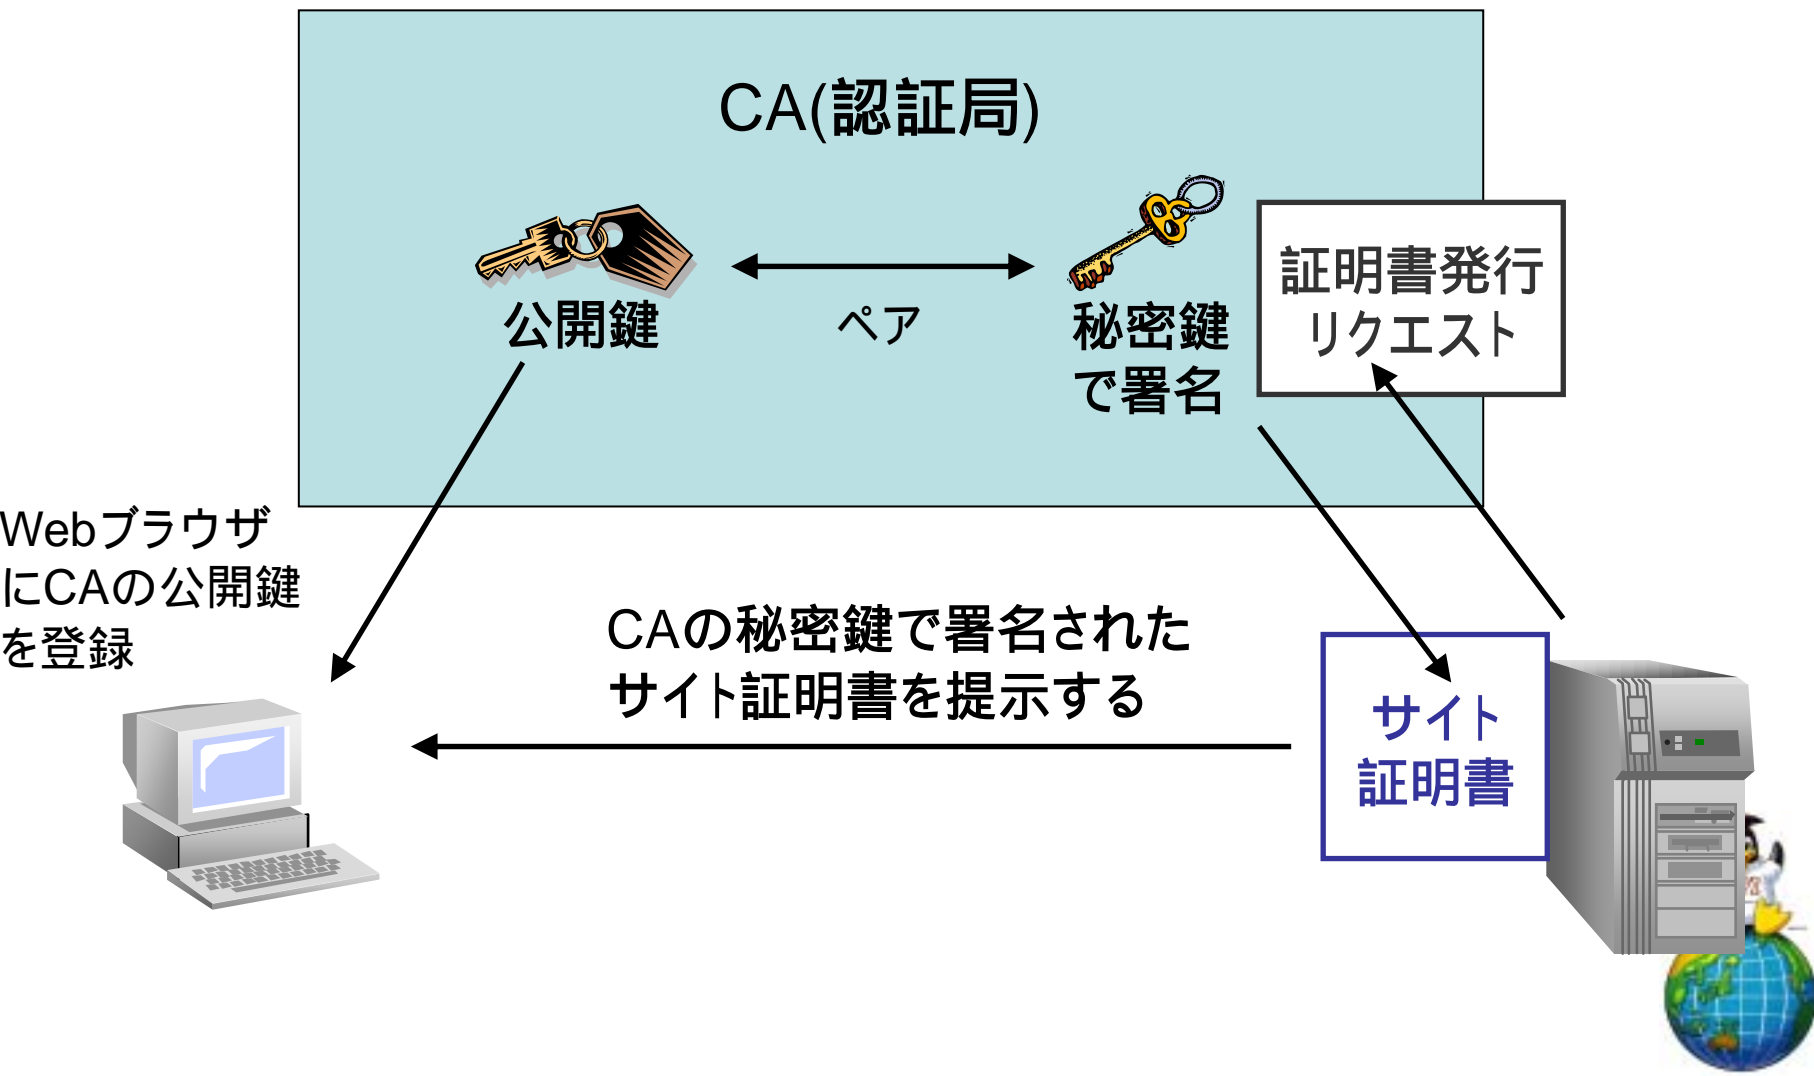 CA(認証局)
公開鍵
ペア
秘密鍵
で署名
証明書発行
リクエスト
Webブラウザ
にCAの公開鍵
を登録
CAの秘密鍵で署名された
サイト証明書を提示する
サイト
証明書